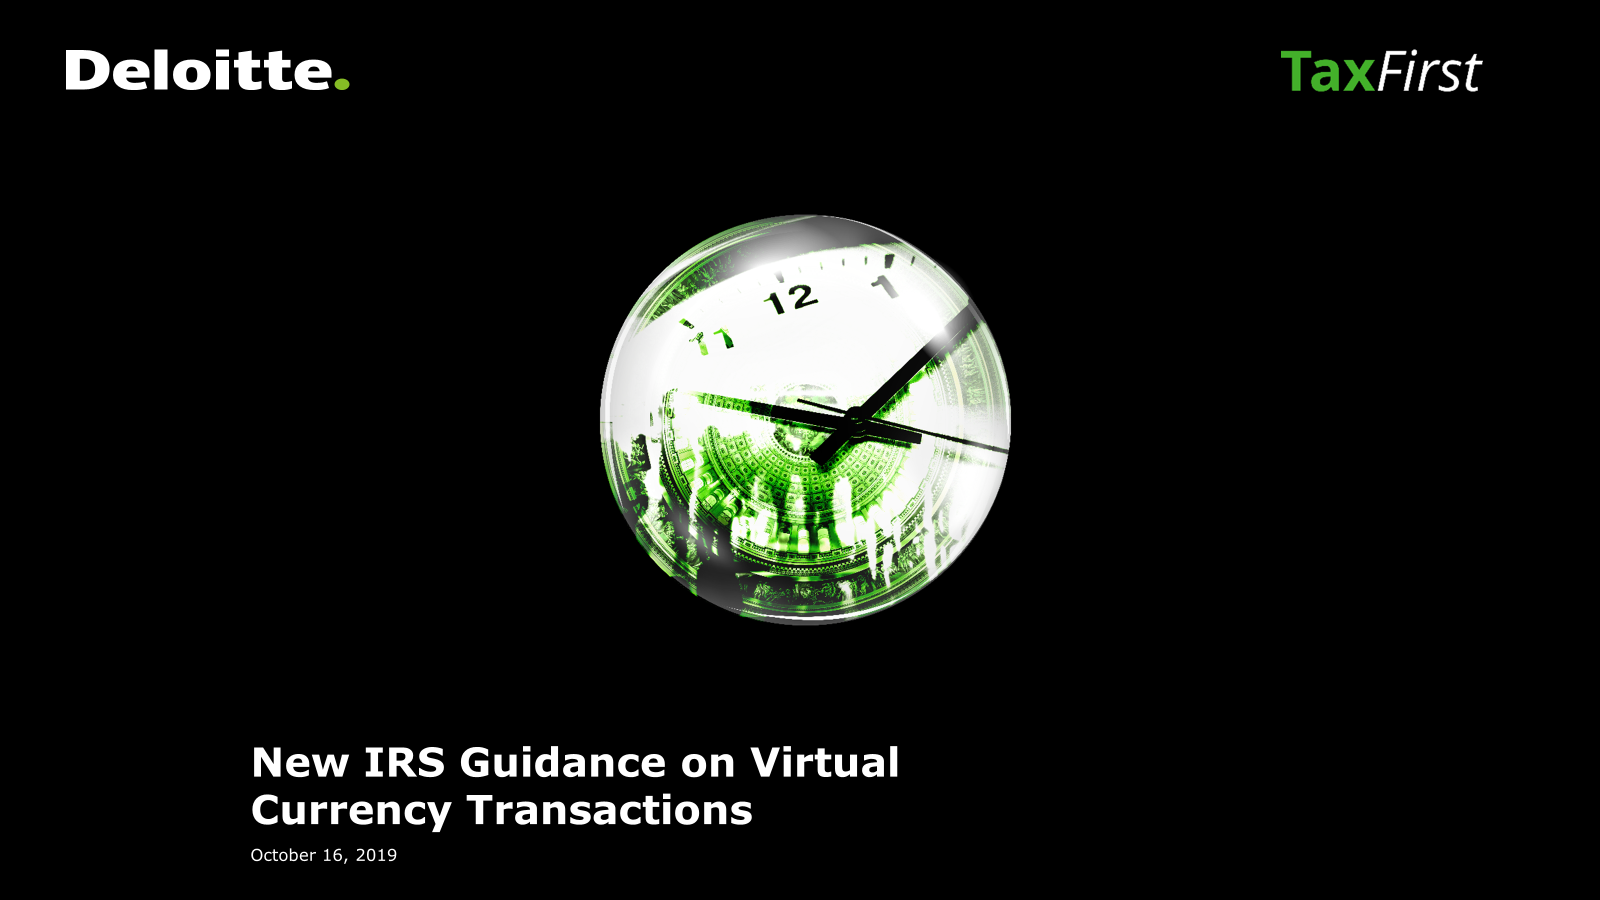 Deloitte.
TaxFirst
12
1
11
New IRS Guidance on Virtual
Currency Transactions
October 16, 2019